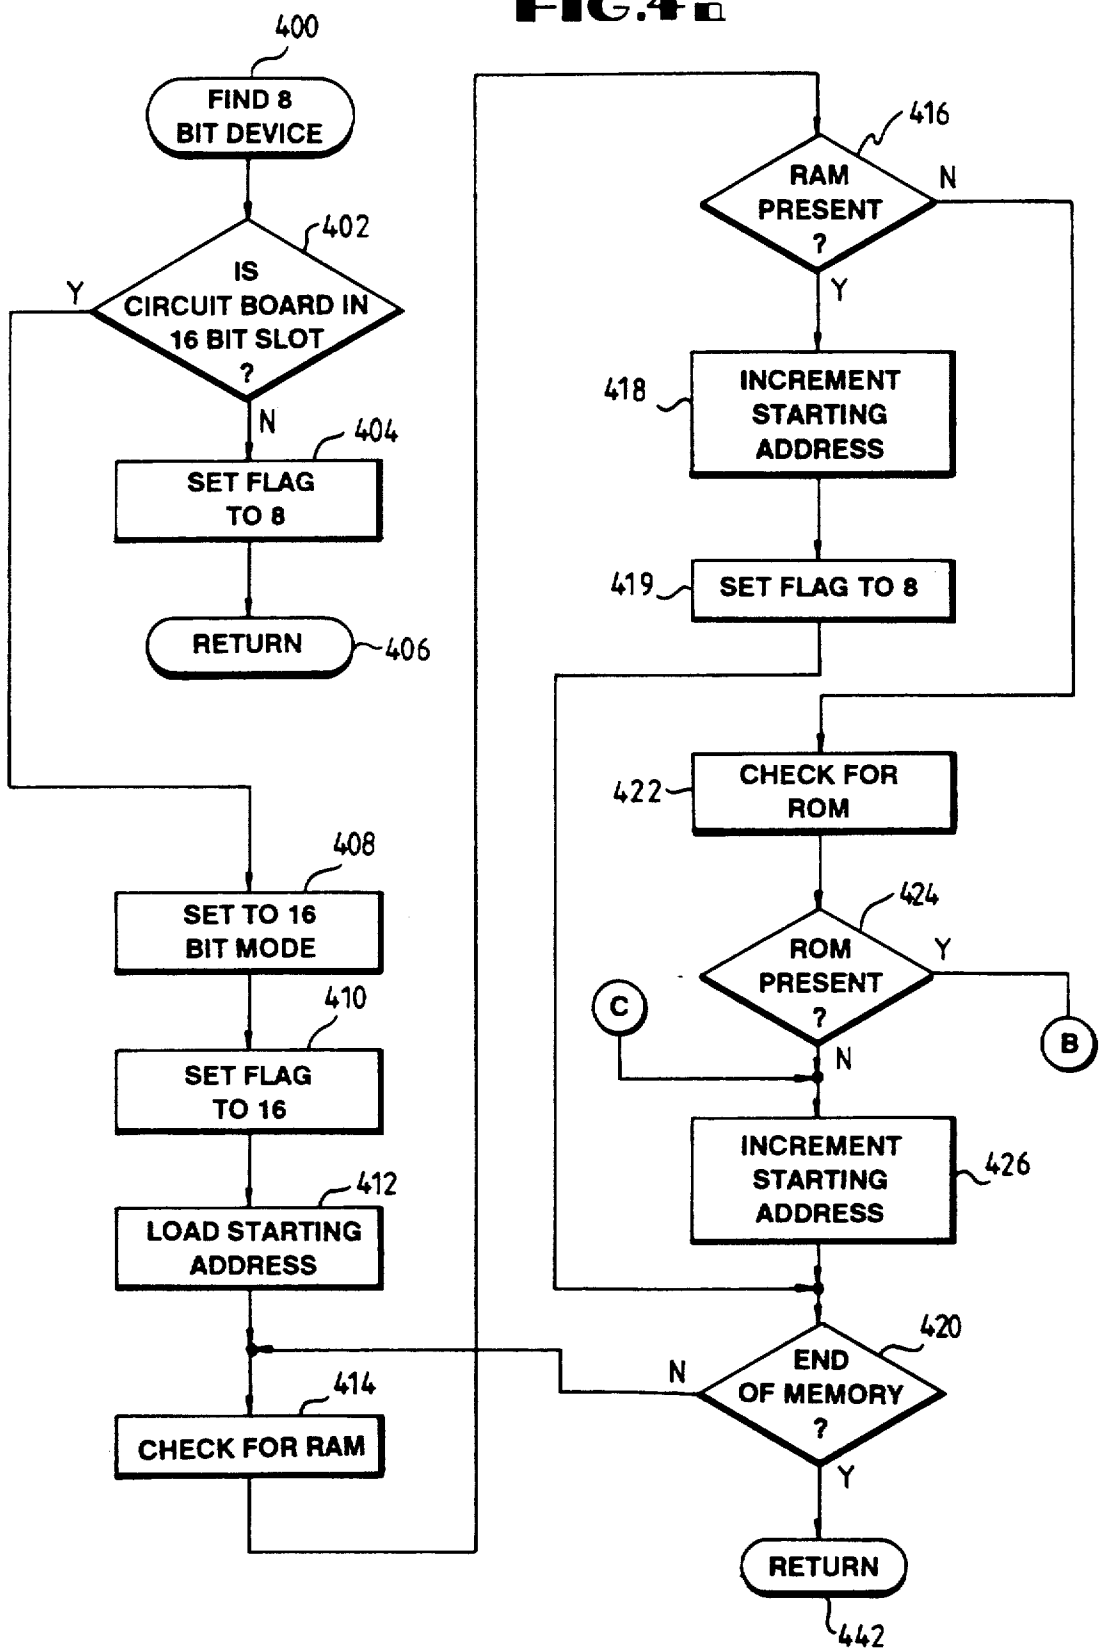 FIG.4
400
FIND 8
BIT DEVICE
402
IS
CIRCUIT BOARD IN
16 BIT SLOT
?
Y
N
404
SET FLAG
TO 8
RETURN
406
408
SET TO 16
BIT MODE
410
SET FLAG
TO 16
412
LOAD STARTING
ADDRESS
414
CHECK FOR RAM
416
RAM
PRESENT
?
N
Y
418
INCREMENT
STARTING
ADDRESS
419
SET FLAG TO 8
422
CHECK FOR
ROM
424
ROM
PRESENT
?
Y
B
C
N
INCREMENT
STARTING
ADDRESS
426
420
END
OF MEMORY
?
N
Y
RETURN
442